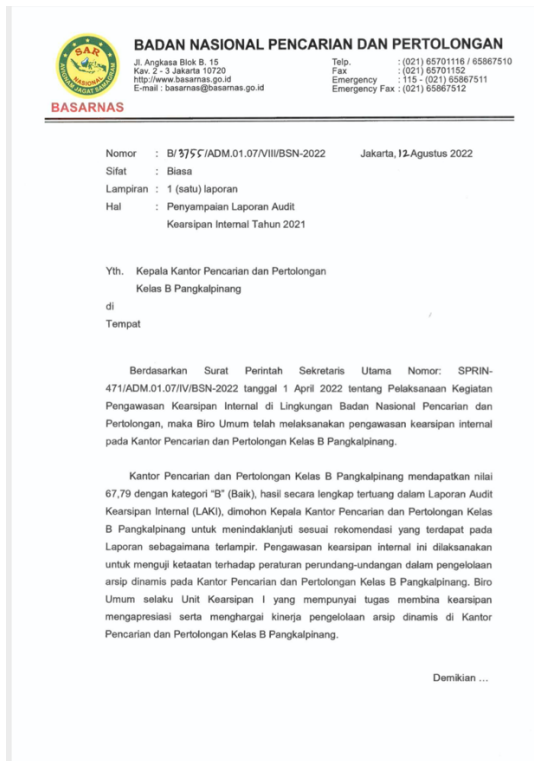 BADAN NASIONAL PENCARIAN DAN PERTOLONGAN
SAR
NASIONAL
AWIGNAM JAGAT SAMAGRAM
BASARNAS
Jl. Angkasa Blok B. 15
Kav. 2 - 3 Jakarta 10720
http://www.basarnas.go.id
E-mail : basarnas@basarnas.go.id
Telp. : (021) 65701116 / 65867510
Fax : (021) 65701152
Emergency : 115 - (021) 65867511
Emergency Fax : (021) 65867512
Nomor : B/3755/ADM.01.07/VIII/BSN-2022 Jakarta, 12 Agustus 2022
Sifat : Biasa
Lampiran : 1 (satu) laporan
Hal : Penyampaian Laporan Audit
Kearsipan Internal Tahun 2021
Yth. Kepala Kantor Pencarian dan Pertolongan
Kelas B Pangkalpinang
di
Tempat
Berdasarkan Surat Perintah Sekretaris Utama Nomor: SPRIN-
471/ADM.01.07/IV/BSN-2022 tanggal 1 April 2022 tentang Pelaksanaan Kegiatan
Pengawasan Kearsipan Internal di Lingkungan Badan Nasional Pencarian dan
Pertolongan, maka Biro Umum telah melaksanakan pengawasan kearsipan internal
pada Kantor Pencarian dan Pertolongan Kelas B Pangkalpinang.
Kantor Pencarian dan Pertolongan Kelas B Pangkalpinang mendapatkan nilai
67,79 dengan kategori "B" (Baik), hasil secara lengkap tertuang dalam Laporan Audit
Kearsipan Internal (LAKI), dimohon Kepala Kantor Pencarian dan Pertolongan Kelas
B Pangkalpinang untuk menindaklanjuti sesuai rekomendasi yang terdapat pada
Laporan sebagaimana terlampir. Pengawasan kearsipan internal ini dilaksanakan
untuk menguji ketaatan terhadap peraturan perundang-undangan dalam pengelolaan
arsip dinamis pada Kantor Pencarian dan Pertolongan Kelas B Pangkalpinang. Biro
Umum selaku Unit Kearsipan I yang mempunyai tugas membina kearsipan
mengapresiasi serta menghargai kinerja pengelolaan arsip dinamis di Kantor
Pencarian dan Pertolongan Kelas B Pangkalpinang.
Demikian ...